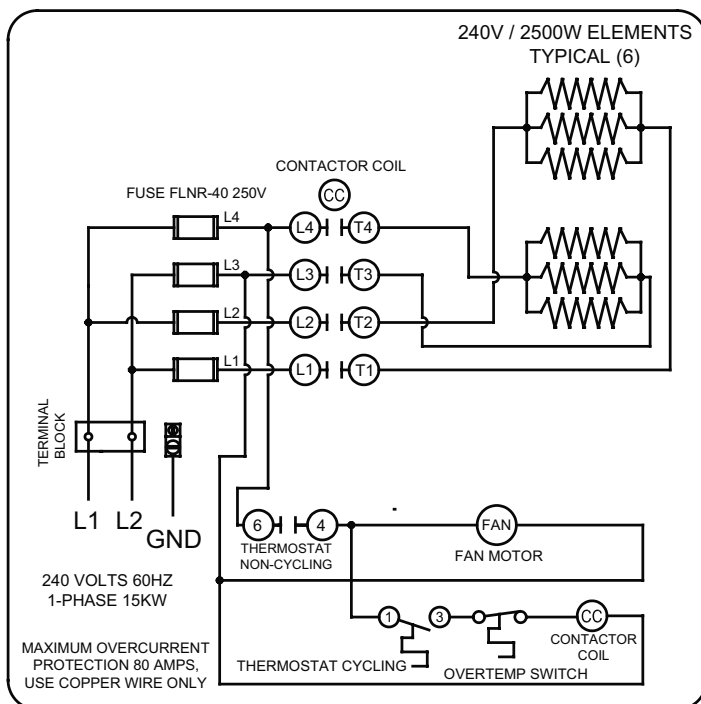 240V / 2500W ELEMENTS
TYPICAL (6)
CONTACTOR COIL
CC
FUSE FLNR-40 250V
L4
L4
T4
L3
L3
T3
L2
L2
T2
L1
L1
T1
TERMINAL
BLOCK
L1 L2
GND
6
4
FAN
THERMOSTAT
NON-CYCLING
FAN MOTOR
240 VOLTS 60HZ
1-PHASE 15KW
1
3
CC
CONTACTOR
COIL
MAXIMUM OVERCURRENT
PROTECTION 80 AMPS,
USE COPPER WIRE ONLY
THERMOSTAT CYCLING
OVERTEMP SWITCH